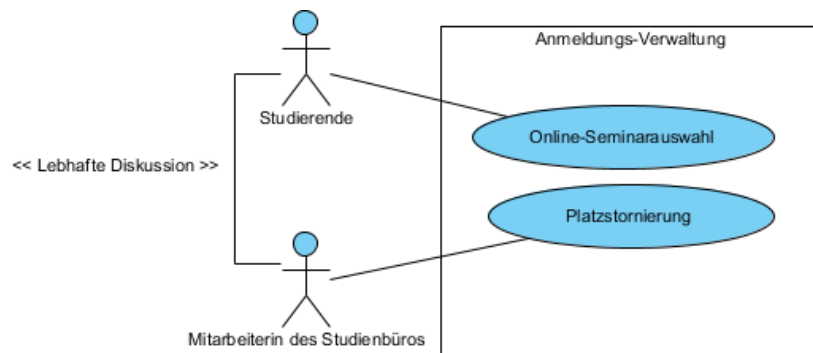 Anmeldungs-Verwaltung
Studierende
Online-Seminarauswahl
<< Lebhafte Diskussion >>
Platzstornierung
Mitarbeiterin des Studienbüros